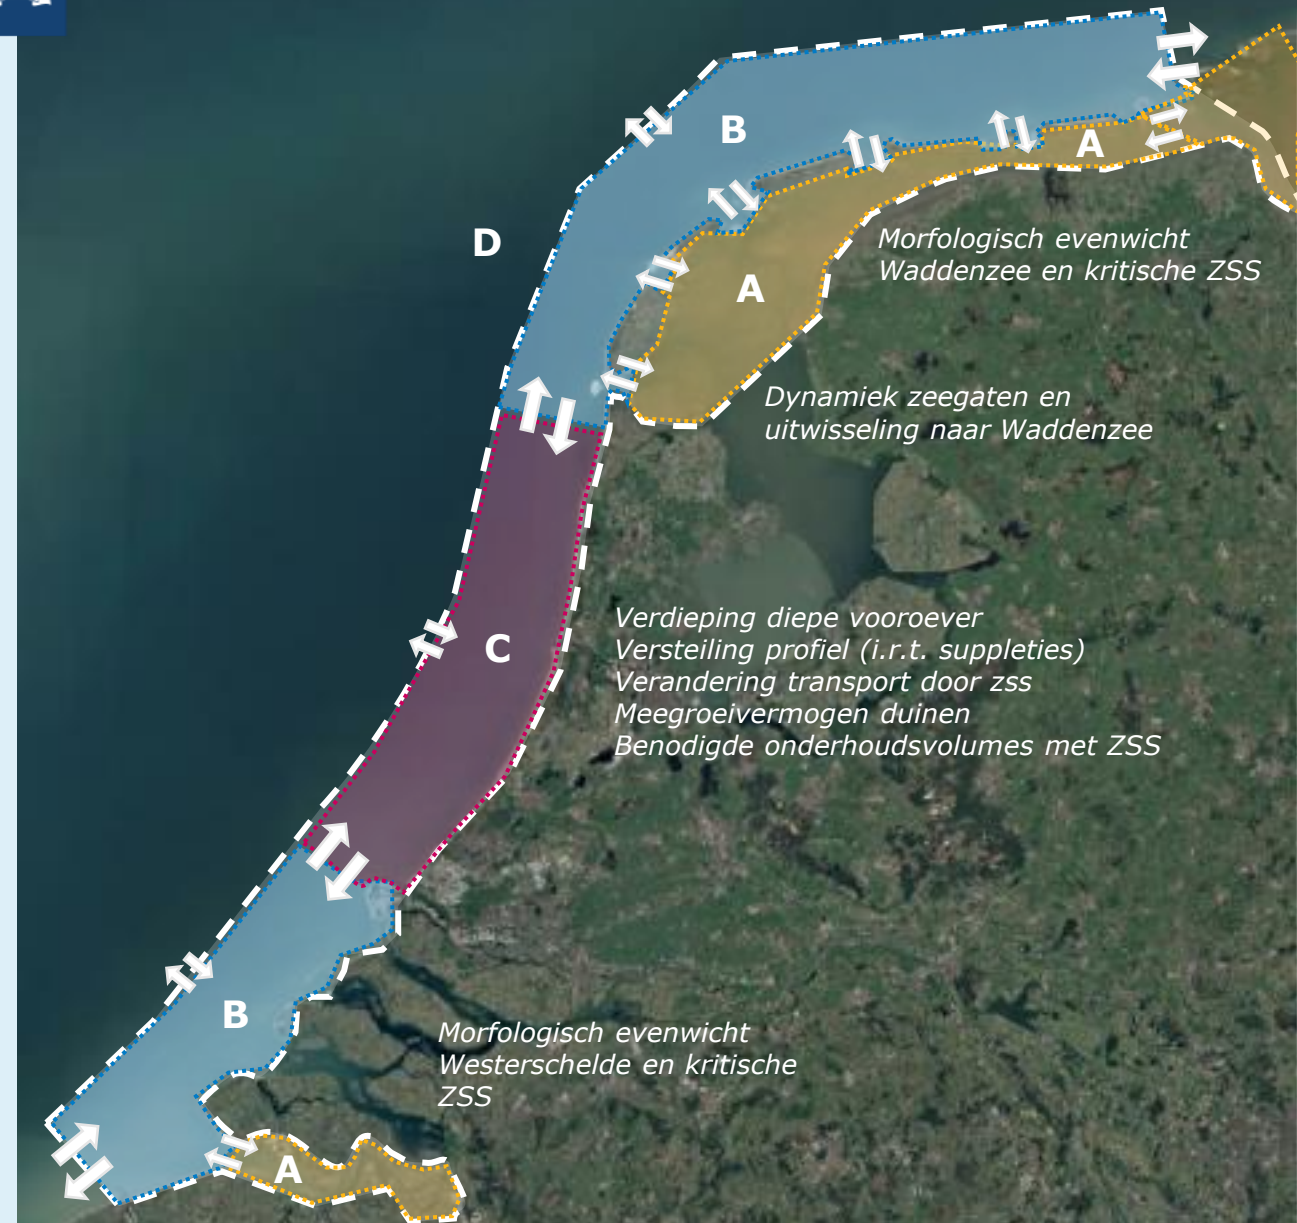 B
A
D
Morfologisch evenwicht
Waddenzee en kritische ZSS
A
Dynamiek zeegaten en
uitwisseling naar Waddenzee
C
Verdieping diepe vooroever
Versteiling profiel (i.r.t. suppleties)
Verandering transport door zss
Meegroeivermogen duinen
Benodigde onderhoudsvolumes met ZSS
B
Morfologisch evenwicht
Westerschelde en kritische
ZSS
A